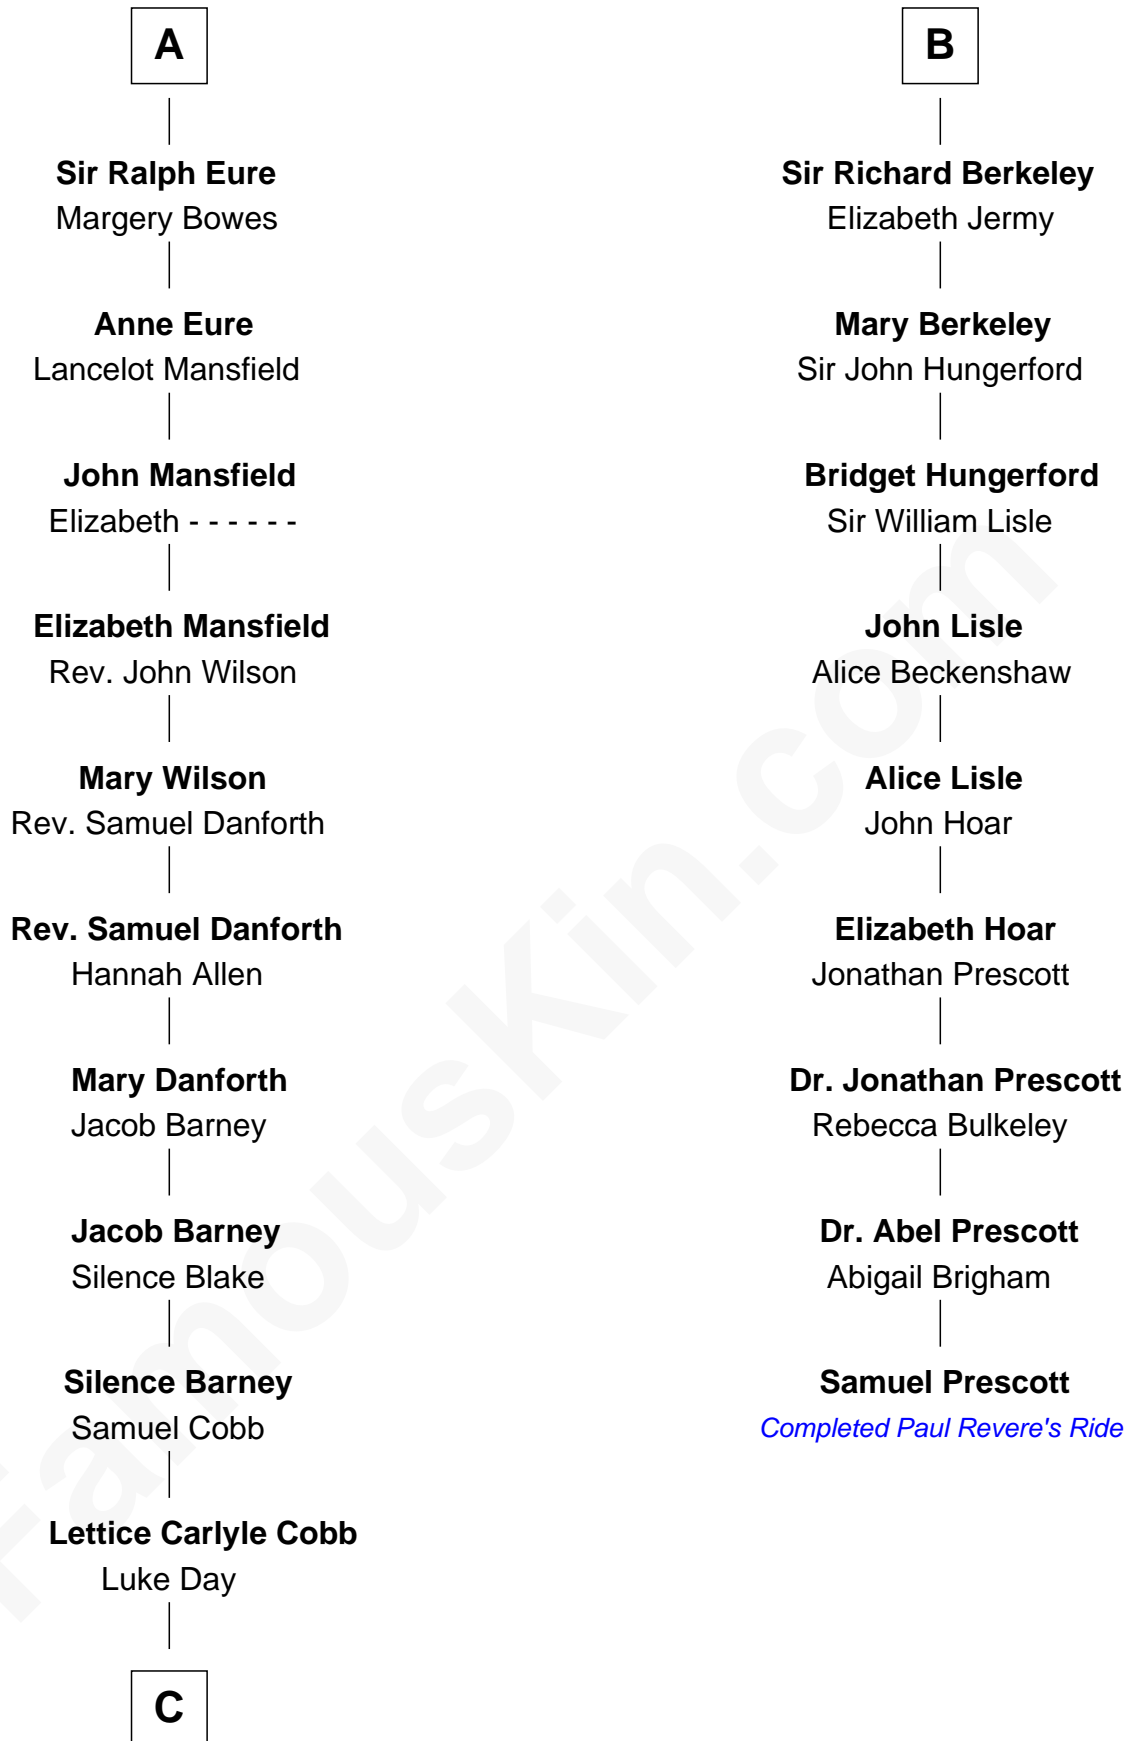 A
Sir Ralph Eure
Margery Bowes
Anne Eure
Lancelot Mansfield
John Mansfield
Elizabeth - - - - - -
Elizabeth Mansfield
Rev. John Wilson
Mary Wilson
Rev. Samuel Danforth
Rev. Samuel Danforth
Hannah Allen
Mary Danforth
Jacob Barney
Jacob Barney
Silence Blake
Silence Barney
Samuel Cobb
Lettice Carlyle Cobb
Luke Day
C
B
Sir Richard Berkeley
Elizabeth Jermy
Mary Berkeley
Sir John Hungerford
Bridget Hungerford
Sir William Lisle
John Lisle
Alice Beckenshaw
Alice Lisle
John Hoar
Elizabeth Hoar
Jonathan Prescott
Dr. Jonathan Prescott
Rebecca Bulkeley
Dr. Abel Prescott
Abigail Brigham
Samuel Prescott
Completed Paul Revere's Ride
FamousKin.com